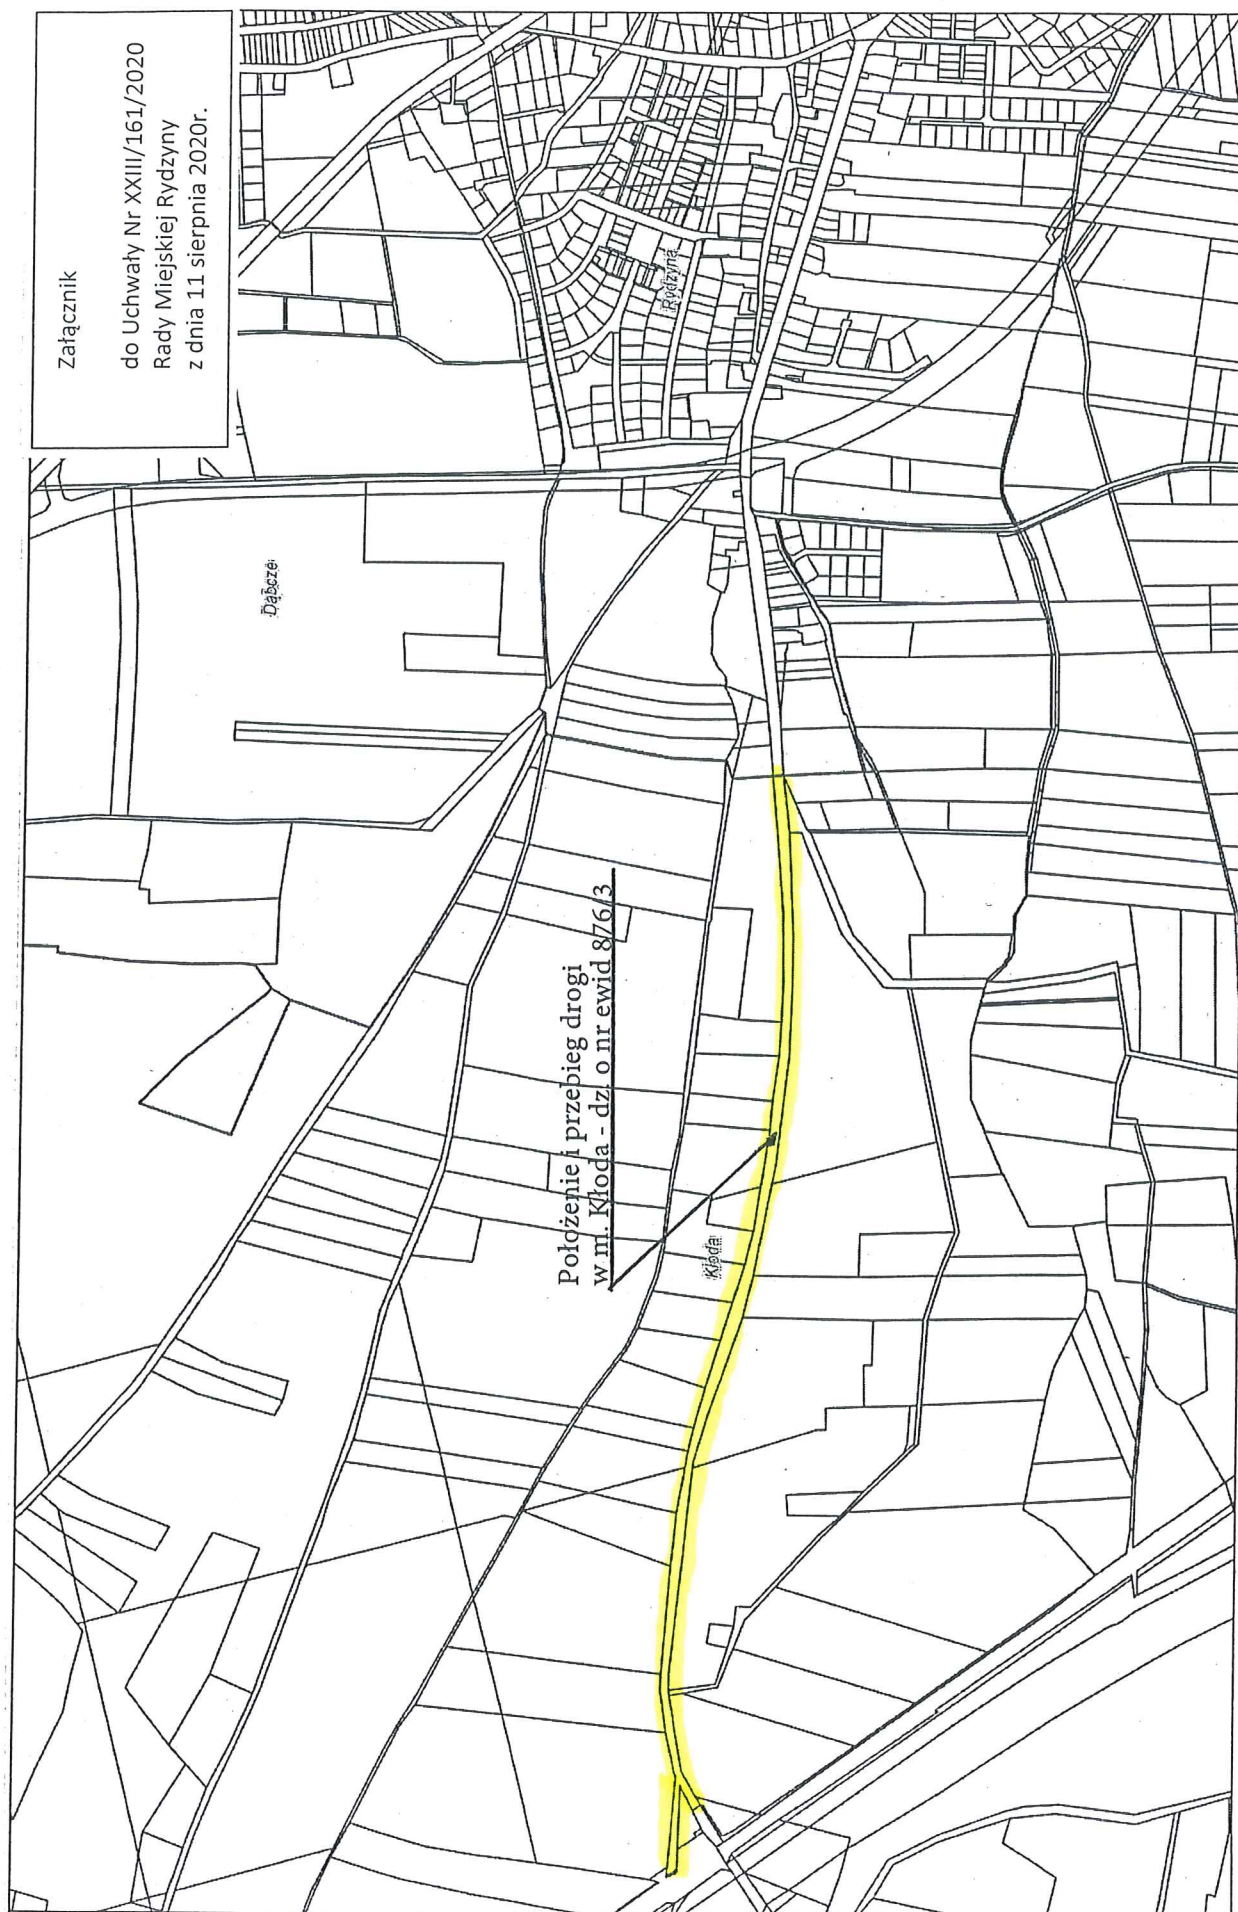 Załącznik
do Uchwały Nr XXIII/161/2020
Rady Miejskiej Rydzyny
z dnia 11 sierpnia 2020r.
Rydzyna
Dąbcze
Położenie i przebieg drogi
w m. Kłoda - dz. o nr ewid 876/3
Kłoda